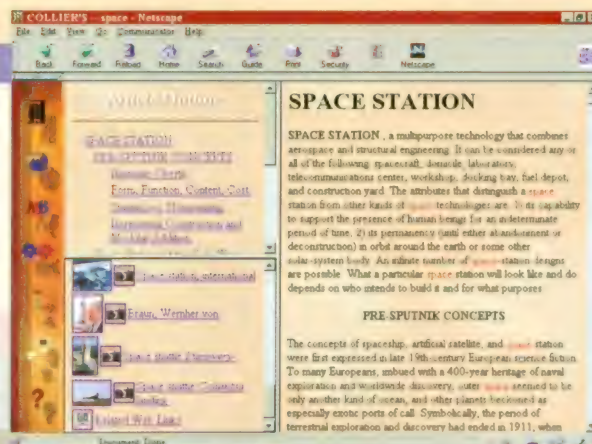 COLLIER'S - space - Netscape
File Edit View Go Communicator Help
Back Forward Reload Home Search Guide Print Security Netscape
SPACE STATION
PRE-SPUTNIK CONCEPTS
Form, Function, Content, Cost
Space station, international
Braun, Wernher von
Space shuttle Discovery
Space shuttle Columbia
landing
Related Web Links
AB
?
SPACE STATION
SPACE STATION , a multipurpose technology that combines
aerospace and structural engineering. It can be considered any or
all of the following: spacecraft, domicile, laboratory,
telecommunications center, workshop, docking bay, fuel depot,
and construction yard. The attributes that distinguish a space
station from other kinds of space technologies are: 1) its capability
to support the presence of human beings for an indeterminate
period of time, 2) its permanency (until either abandonment or
deconstruction) in orbit around the earth or some other
solar-system body. An infinite number of space-station designs
are possible. What a particular space station will look like and do
depends on who intends to build it and for what purposes.
PRE-SPUTNIK CONCEPTS
The concepts of spaceship, artificial satellite, and space station
were first expressed in late 19th-century European science fiction.
To many Europeans, imbued with a 400-year heritage of naval
exploration and worldwide discovery, outer space seemed to be
only another kind of ocean, and other planets beckoned as
especially exotic ports of call. Symbolically, the period of
terrestrial exploration and discovery had ended in 1911, when
Document: Done